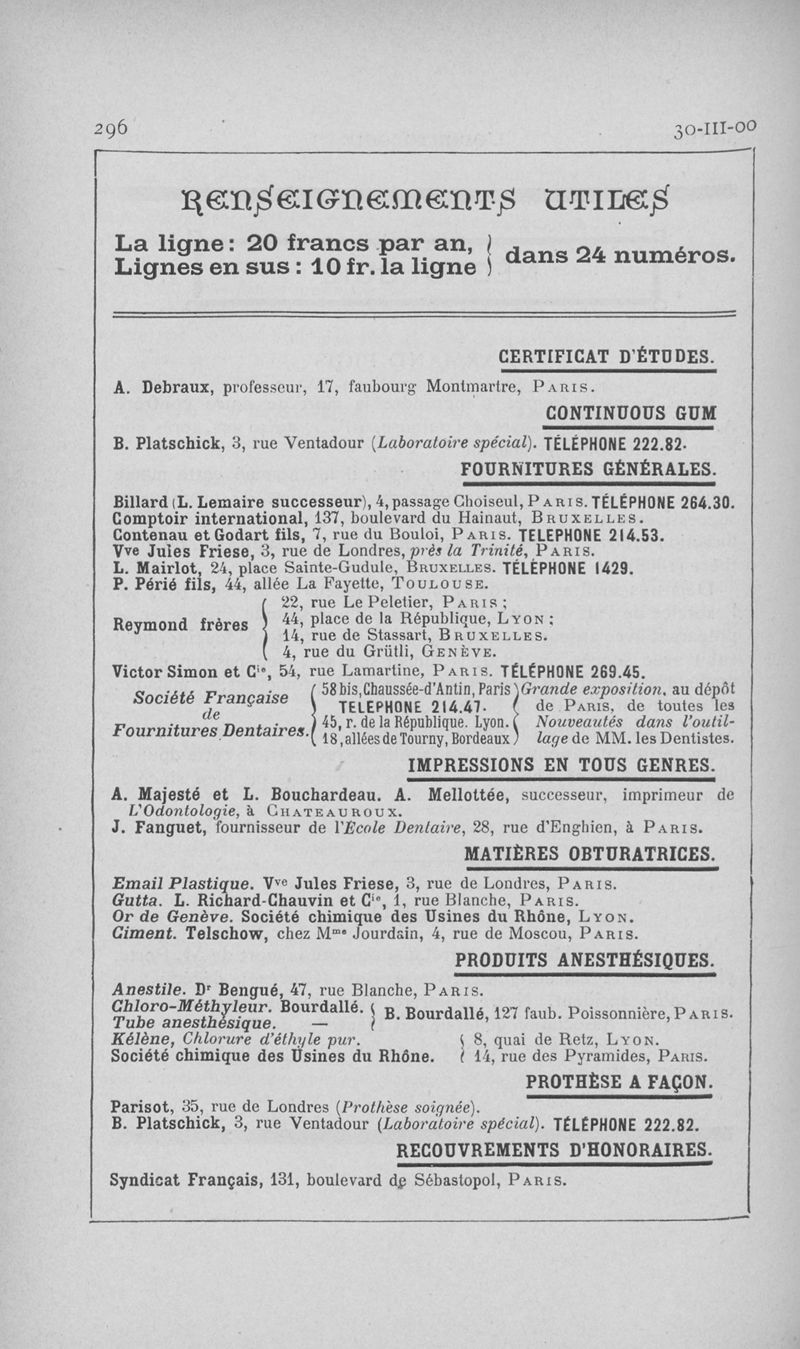 296 30-III-00
Renseignements utiles
La ligne: 20 francs par an, } dans 24 numéros.
Lignes en sus: 10 fr. la ligne
CERTIFICAT D'ÉTUDES.
A. Debraux, professeur, 17, faubourg Montmartre, PARIS.
CONTINUOUS GUM
B. Platschick, 3, rue Ventadour (Laboratoire spécial). TÉLÉPHONE 222.82.
FOURNITURES GÉNÉRALES.
Billard (L. Lemaire successeur), 4, passage Choiseul, PARIS. TÉLÉPHONE 264.30.
Comptoir international, 137, boulevard du Hainaut, BRUXELLES.
Contenau et Godart fils, 7, rue du Bouloi, PARIS. TELEPHONE 214.53.
Vve Jules Friese, 3, rue de Londres, près la Trinité, PARIS.
L. Mairlot, 24, place Sainte-Gudule, BRUXELLES. TÉLÉPHONE 1429.
P. Périé fils, 44, allée La Fayette, TOULOUSE.
Reymond frères { 22, rue Le Peletier, PARIS;
44, place de la République, LYON:
14, rue de Stassart, BRUXELLES.
4, rue du Grütli, GENÈVE.
Victor Simon et Cie, 54, rue Lamartine, PARIS. TÉLÉPHONE 269.45.
Société Française de Fournitures Dentaires. { 58 bis, Chaussée-d'Antin, Paris } Grande exposition, au dépôt
TELEPHONE 214.47. de PARIS, de toutes les
45, r. de la République. Lyon. Nouveautés dans l'outil-
18, allées de Tourny, Bordeaux lage de MM. les Dentistes.
IMPRESSIONS EN TOUS GENRES.
A. Majesté et L. Bouchardeau. A. Mellottée, successeur, imprimeur de
L'Odontologie, à CHATEAUROUX.
J. Fanguet, fournisseur de l'Ecole Dentaire, 28, rue d'Enghien, à PARIS.
MATIÈRES OBTURATRICES.
Email Plastique. Vve Jules Friese, 3, rue de Londres, PARIS.
Gutta. L. Richard-Chauvin et Cie, 1, rue Blanche, PARIS.
Or de Genève. Société chimique des Usines du Rhône, LYON.
Ciment. Telschow, chez Mme Jourdain, 4, rue de Moscou, PARIS.
PRODUITS ANESTHÉSIQUES.
Anestile. Dr Bengué, 47, rue Blanche, PARIS.
Chloro-Méthyleur. Bourdallé. { B. Bourdallé, 127 faub. Poissonnière, PARIS.
Tube anesthésique. —
Kélène, Chlorure d'éthyle pur. { 8, quai de Retz, LYON.
Société chimique des Usines du Rhône. 14, rue des Pyramides, PARIS.
PROTHÈSE A FAÇON.
Parisot, 35, rue de Londres (Prothèse soignée).
B. Platschick, 3, rue Ventadour (Laboratoire spécial). TÉLÉPHONE 222.82.
RECOUVREMENTS D'HONORAIRES.
Syndicat Français, 131, boulevard de Sébastopol, PARIS.